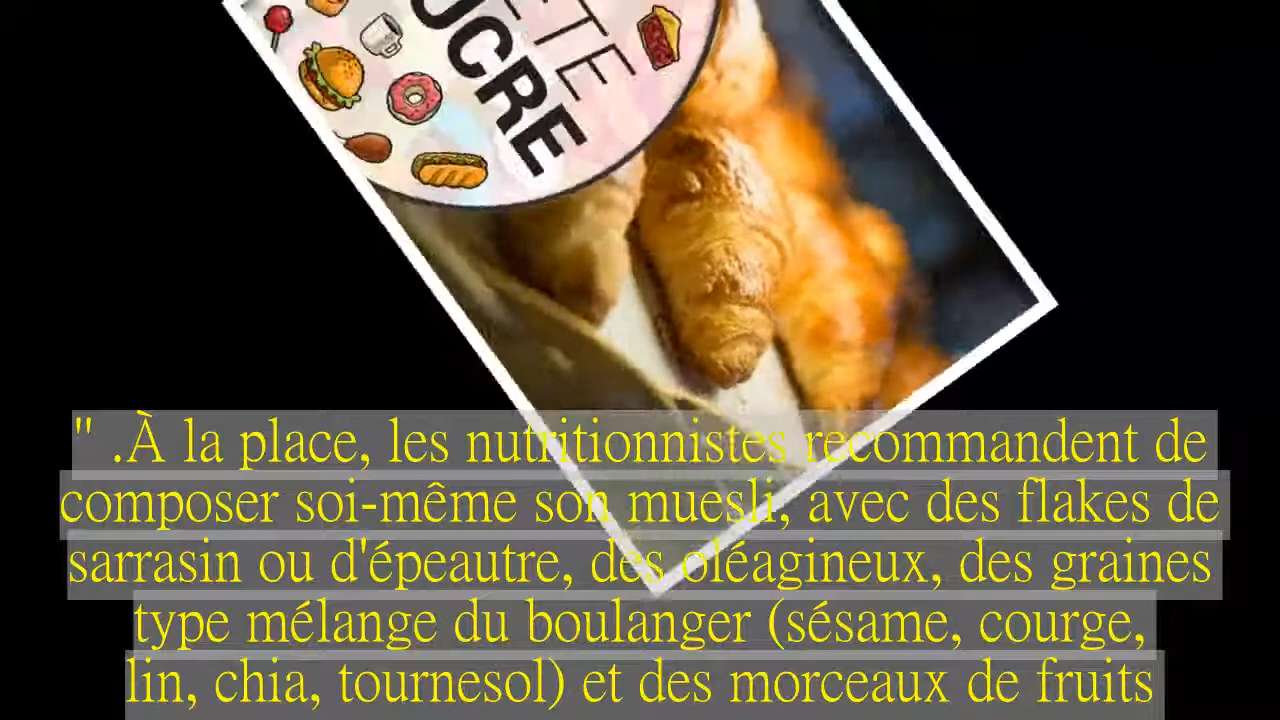 ÈTE
UCRE
" .À la place, les nutritionnistes recommandent de
composer soi-même son muesli, avec des flakes de
sarrasin ou d'épeautre, des oléagineux, des graines
type mélange du boulanger (sésame, courge,
lin, chia, tournesol) et des morceaux de fruits